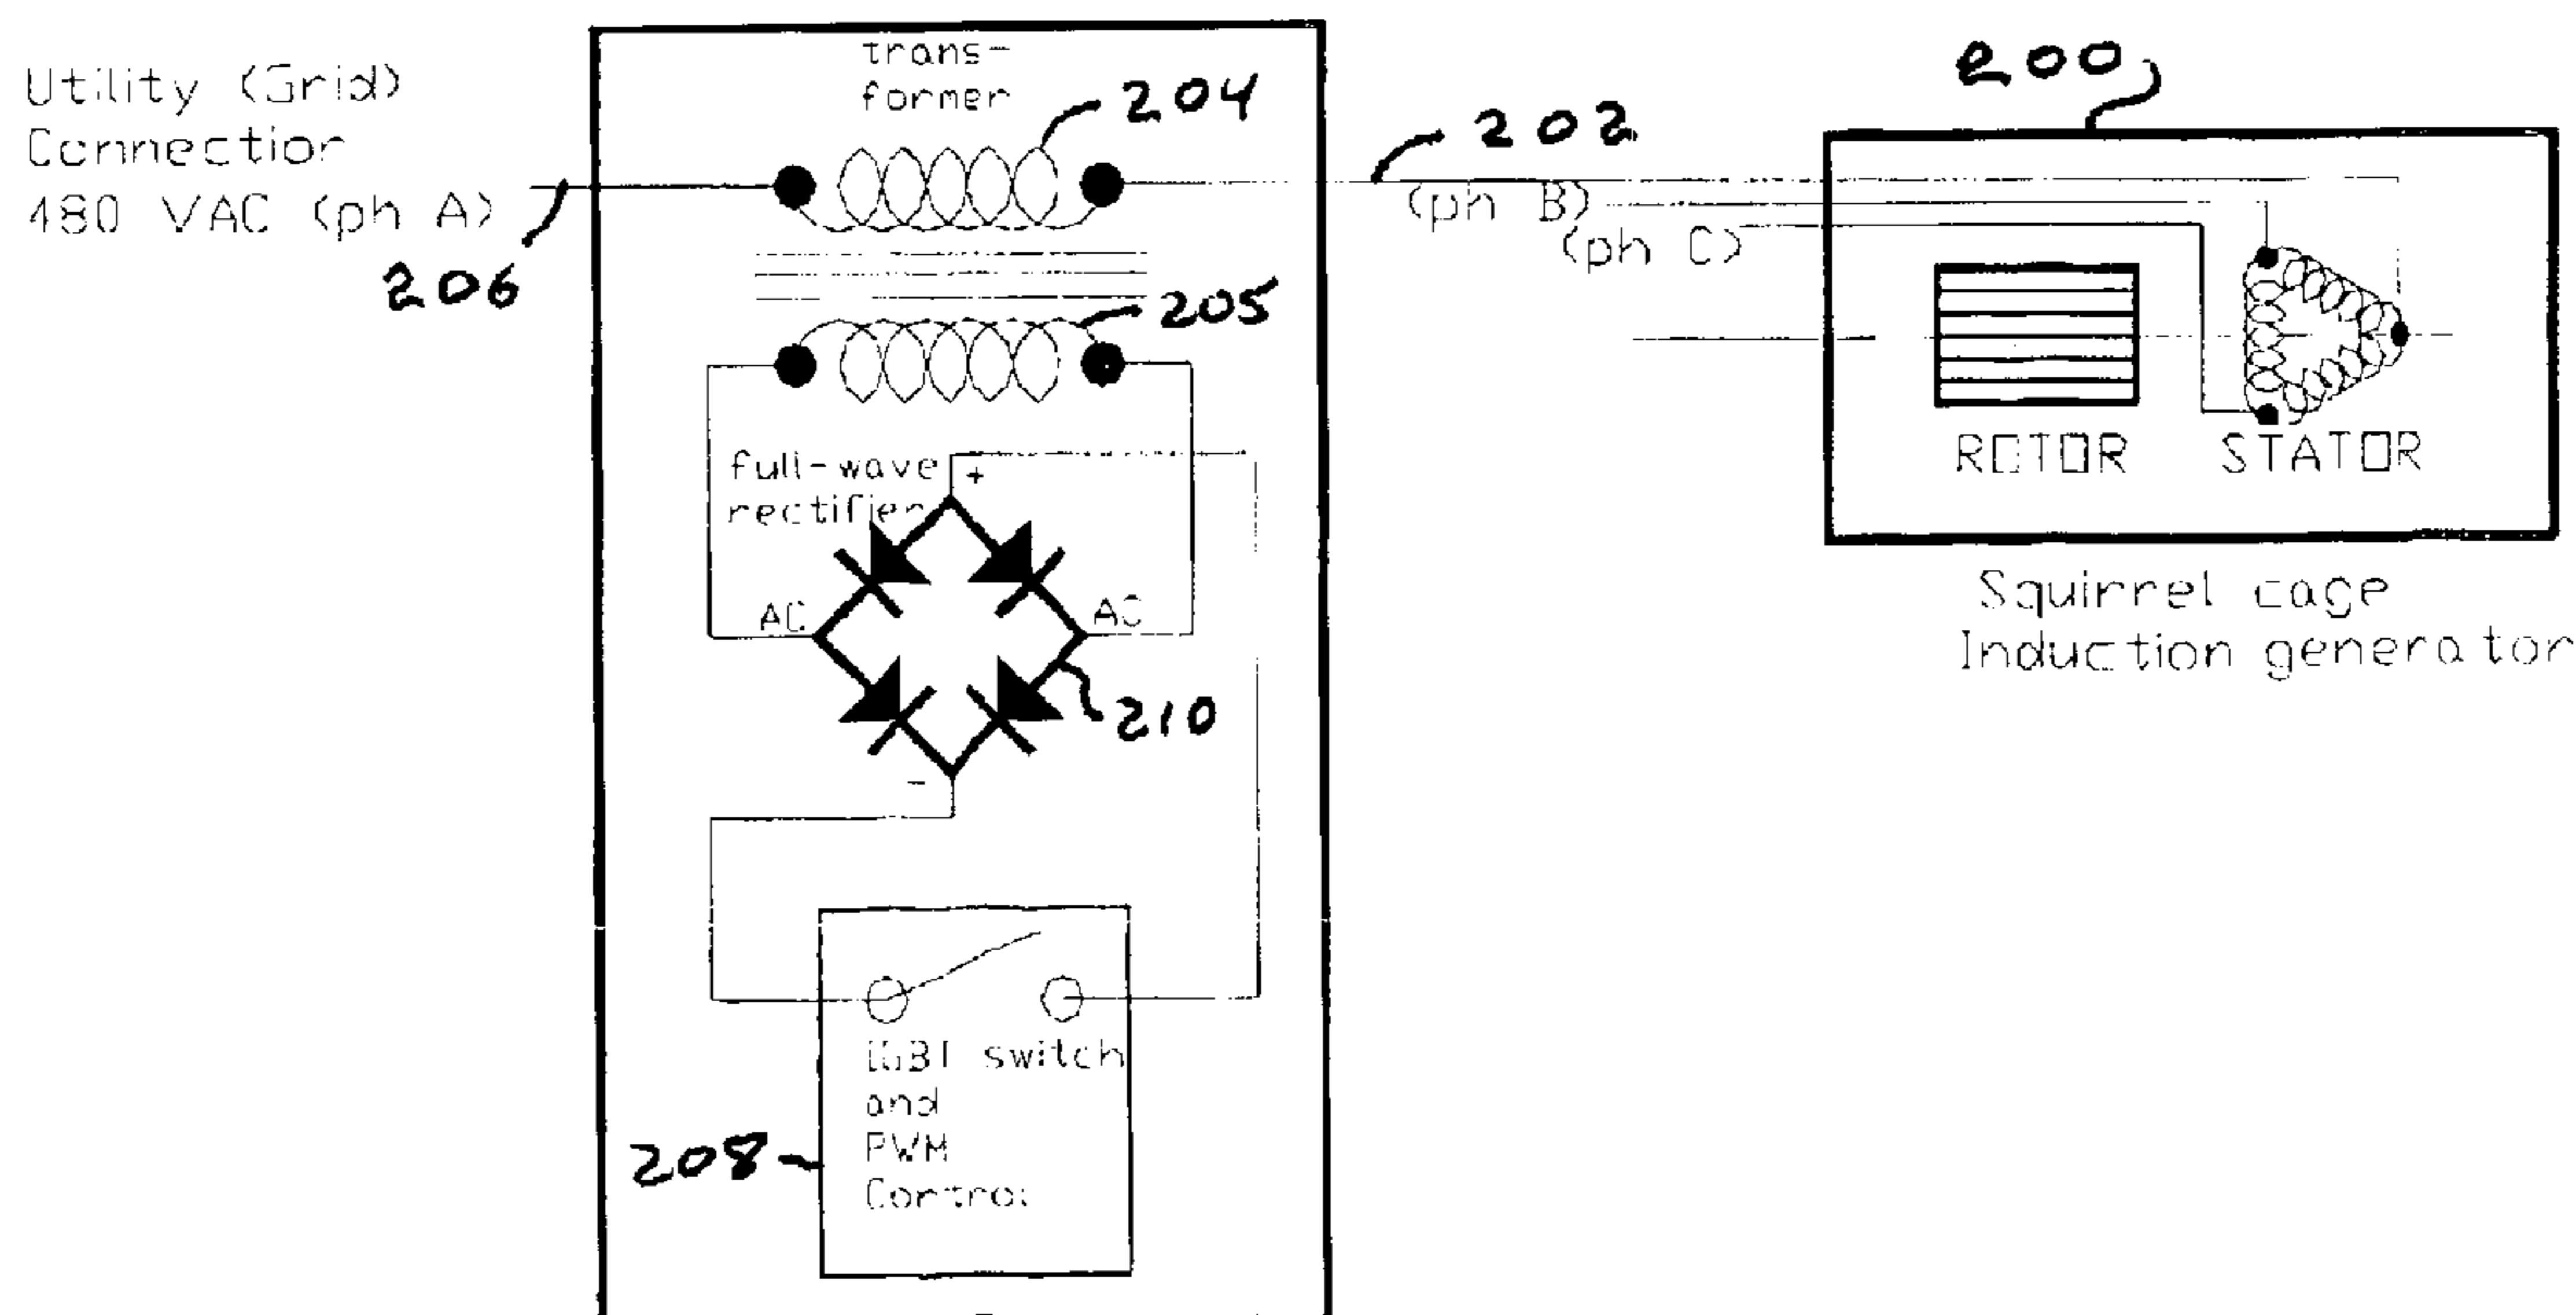 Utility (Grid)
Connection
480 VAC (ph A)
206
trans-
former
204
202
(ph B)
(ph C)
205
200
ROTOR
STATOR
Squirrel cage
Induction generator
full-wave
rectifier
+
AC
AC
210
-
IGBT switch
and
PWM
Control
208